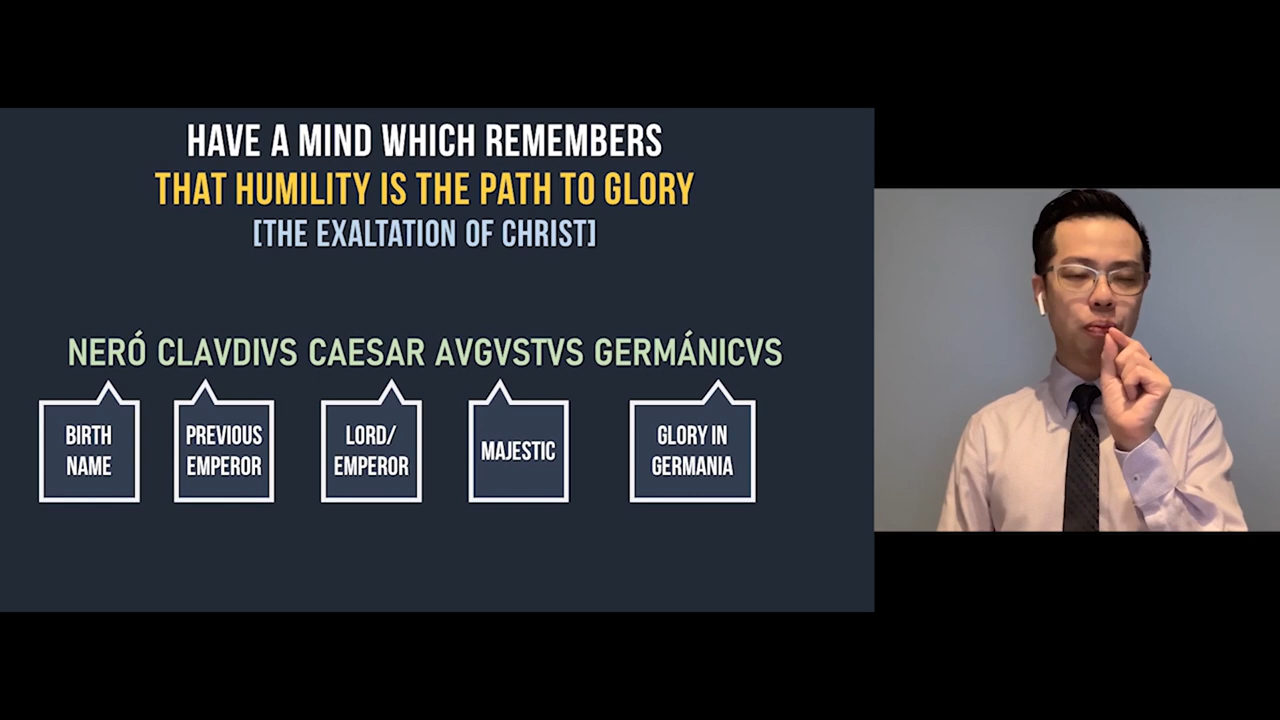 HAVE A MIND WHICH REMEMBERS
THAT HUMILITY IS THE PATH TO GLORY
[THE EXALTATION OF CHRIST]
NERÓ CLAVDIVS CAESAR AVGVSTVS GERMÁNICVS
BIRTH
NAME
PREVIOUS
EMPEROR
LORD/
EMPEROR
MAJESTIC
GLORY IN
GERMANIA